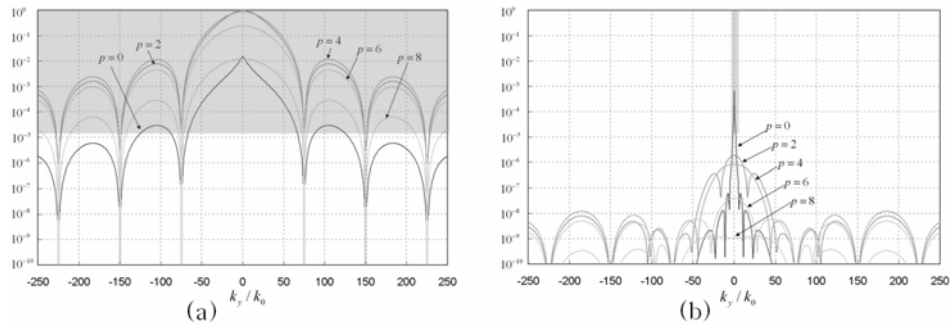 10⁰
10⁻¹
10⁻²
10⁻³
10⁻⁴
10⁻⁵
10⁻⁶
10⁻⁷
10⁻⁸
10⁻⁹
10⁻¹⁰
p = 0
p = 2
p = 4
p = 6
p = 8
-250 -200 -150 -100 -50 0 50 100 150 200 250
k_y / k_0
(a)
10⁰
10⁻¹
10⁻²
10⁻³
10⁻⁴
10⁻⁵
10⁻⁶
10⁻⁷
10⁻⁸
10⁻⁹
10⁻¹⁰
p = 0
p = 2
p = 4
p = 6
p = 8
-250 -200 -150 -100 -50 0 50 100 150 200 250
k_y / k_0
(b)